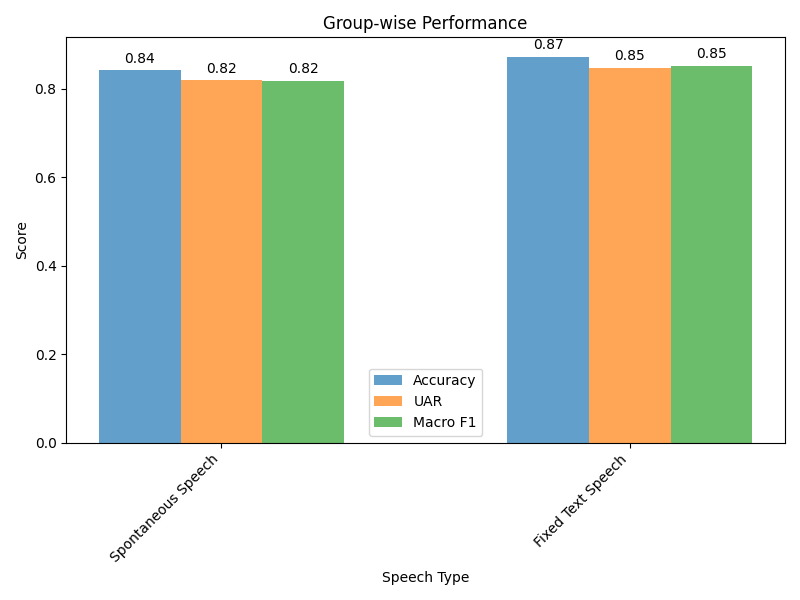 Group-wise Performance
0.84
0.82
0.82
0.87
0.85
0.85
0.8
0.6
0.4
0.2
0.0
Score
Accuracy
UAR
Macro F1
Spontaneous Speech
Fixed Text Speech
Speech Type